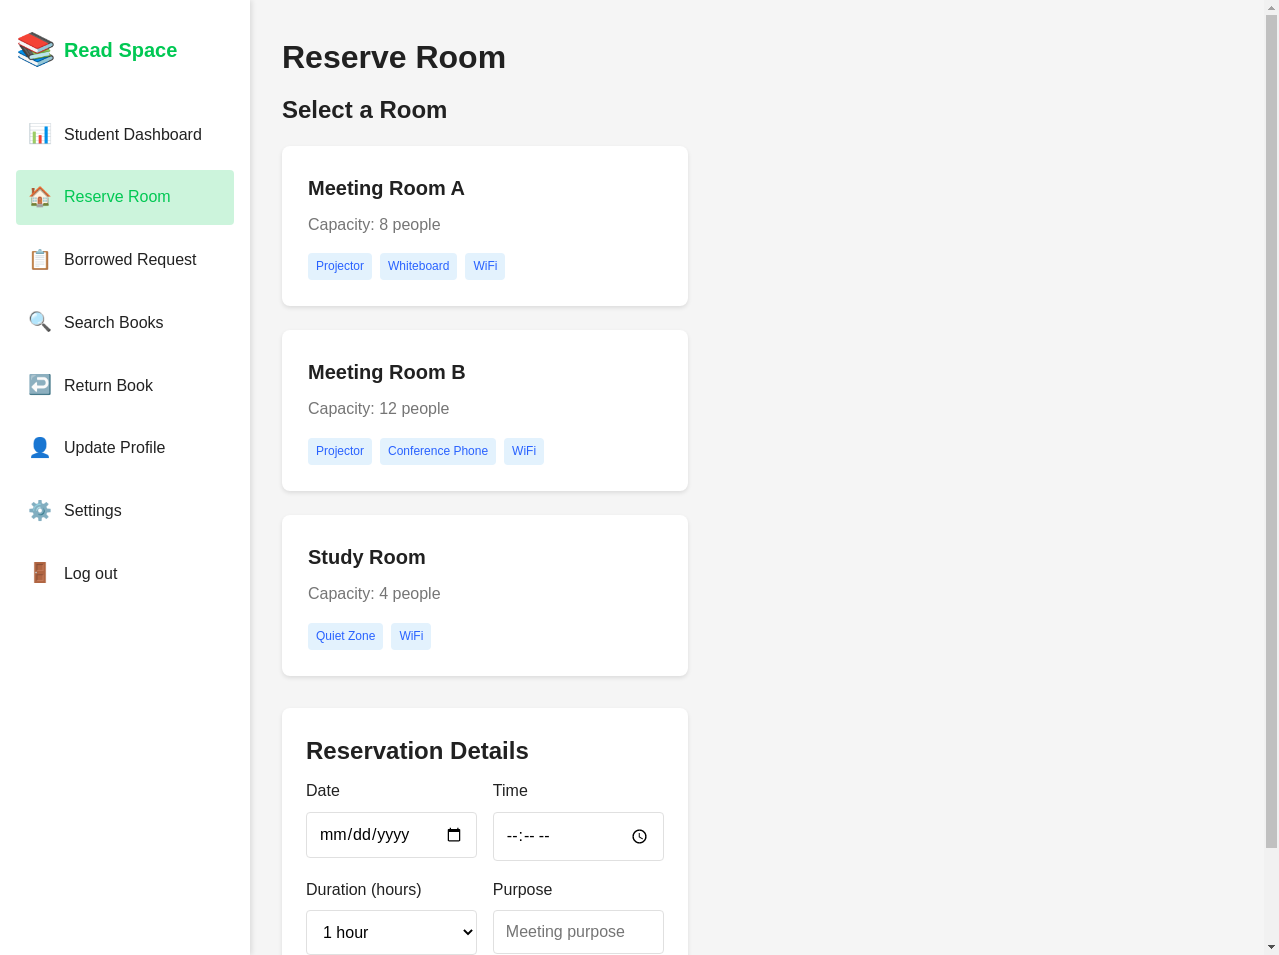 Read Space
Student Dashboard
Reserve Room
Borrowed Request
Search Books
Return Book
Update Profile
Settings
Log out
Reserve Room
Select a Room
Meeting Room A
Capacity: 8 people
Projector Whiteboard WiFi
Meeting Room B
Capacity: 12 people
Projector Conference Phone WiFi
Study Room
Capacity: 4 people
Quiet Zone WiFi
Reservation Details
Date Time
mm/dd/yyyy --:-- --
Duration (hours) Purpose
1 hour Meeting purpose